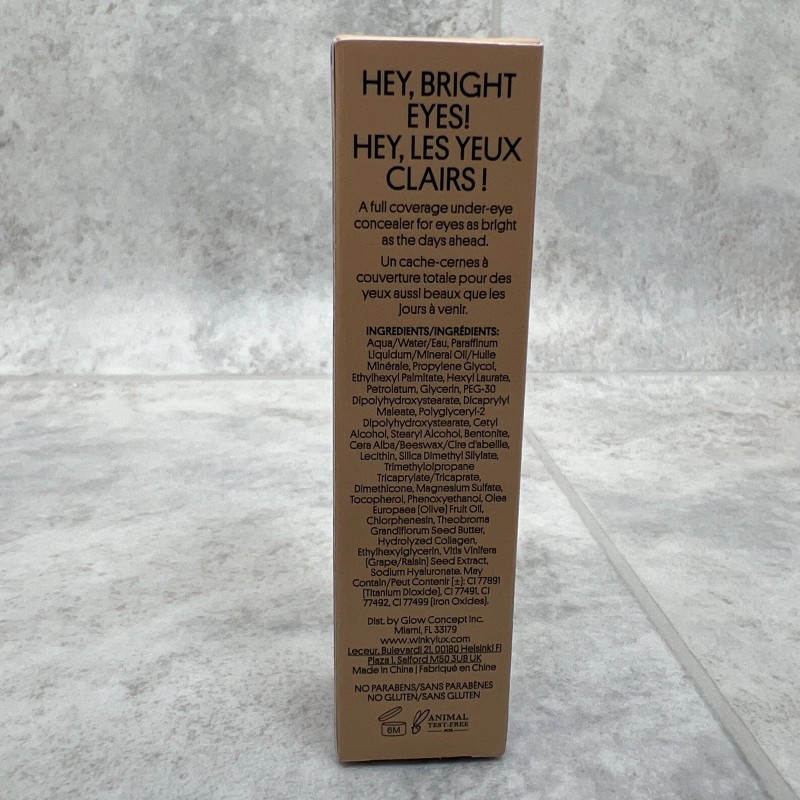 HEY, BRIGHT
EYES!
HEY, LES YEUX
CLAIRS !
A full coverage under-eye
concealer for eyes as bright
as the days ahead.
Un cache-cernes à
couverture totale pour des
yeux aussi beaux que les
jours à venir.
INGREDIENTS/INGRÉDIENTS:
Aqua/Water/Eau, Paraffinum
Liquidum/Mineral Oil/Huile
Minérale, Propylene Glycol,
Ethylhexyl Palmitate, Hexyl Laurate,
Petrolatum, Glycerin, PEG-30
Dipolyhydroxystearate, Dicaprylyl
Maleate, Polyglyceryl-2
Dipolyhydroxystearate, Cetyl
Alcohol, Stearyl Alcohol, Bentonite,
Cera Alba/Beeswax/Cire d'abeille,
Lecithin, Silica Dimethyl Silylate,
Trimethylolpropane
Tricaprylate/Tricaprate,
Dimethicone, Magnesium Sulfate,
Tocopherol, Phenoxyethanol, Olea
Europaea (Olive) Fruit Oil,
Chlorphenesin, Theobroma
Grandiflorum Seed Butter,
Hydrolyzed Collagen,
Ethylhexylglycerin, Vitis Vinifera
(Grape/Raisin) Seed Extract,
Sodium Hyaluronate. May
Contain/Peut Contenir (±): CI 77891
(Titanium Dioxide), CI 77491, CI
77492, CI 77499 (Iron Oxides).
Dist. by Glow Concept Inc.
Miami, FL 33179
www.winkylux.com
Leceur, Bulevardi 21, 00180 Helsinki FI
Plaza 1, Salford M50 3UB UK
Made in China | Fabriqué en Chine
NO PARABENS/SANS PARABÈNES
NO GLUTEN/SANS GLUTEN
6M
ANIMAL
TEST-FREE